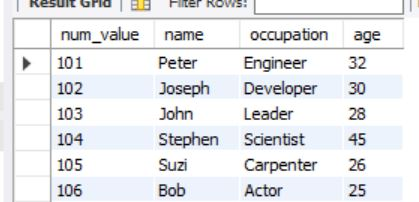 Result Grid Filter Rows:
num_value name occupation age
101 Peter Engineer 32
102 Joseph Developer 30
103 John Leader 28
104 Stephen Scientist 45
105 Suzi Carpenter 26
106 Bob Actor 25